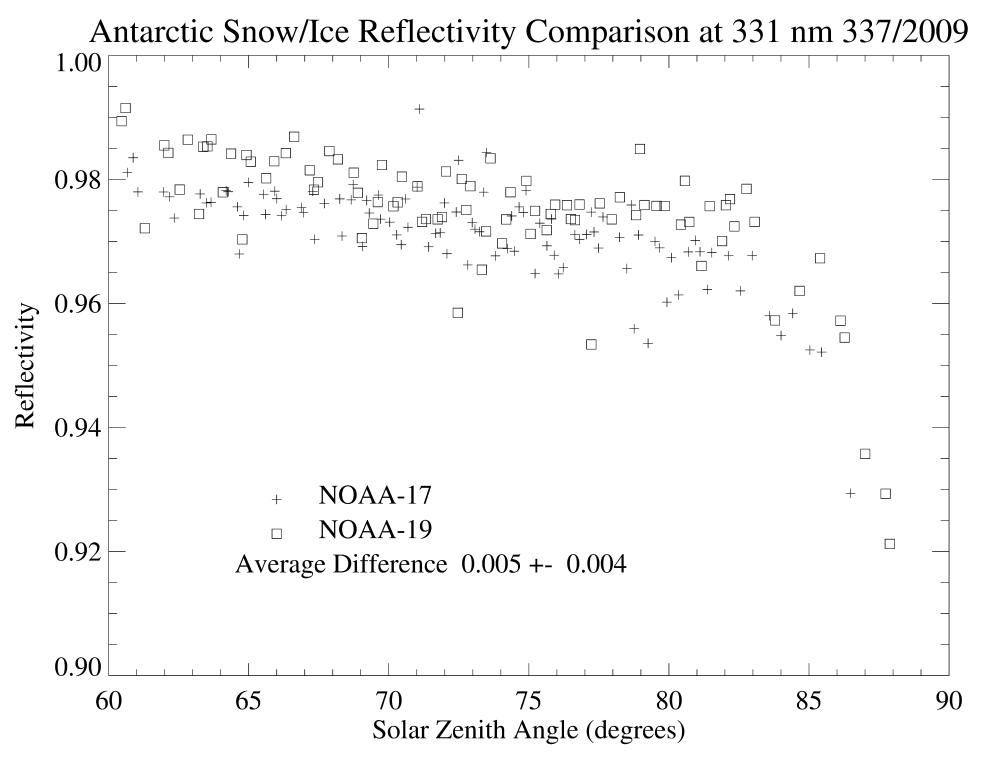 Antarctic Snow/Ice Reflectivity Comparison at 331 nm 337/2009
1.00
0.98
0.96
0.94
0.92
0.90
Reflectivity
NOAA-17
NOAA-19
Average Difference 0.005 +- 0.004
60 65 70 75 80 85 90
Solar Zenith Angle (degrees)